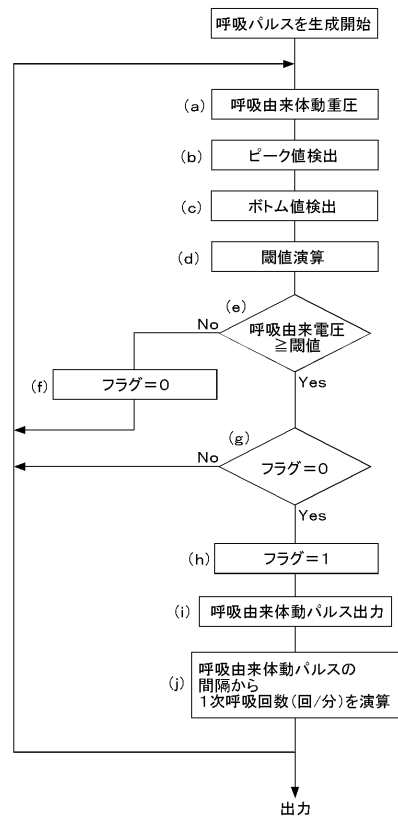 呼吸パルスを生成開始
(a) 呼吸由来体動重圧
(b) ピーク値検出
(c) ボトム値検出
(d) 閾値演算
(e)
No
呼吸由来電圧
≧閾値
(f) フラグ=0
Yes
(g)
No
フラグ=0
Yes
(h) フラグ=1
(i) 呼吸由来体動パルス出力
(j) 呼吸由来体動パルスの
間隔から
1次呼吸回数(回/分)を演算
出力